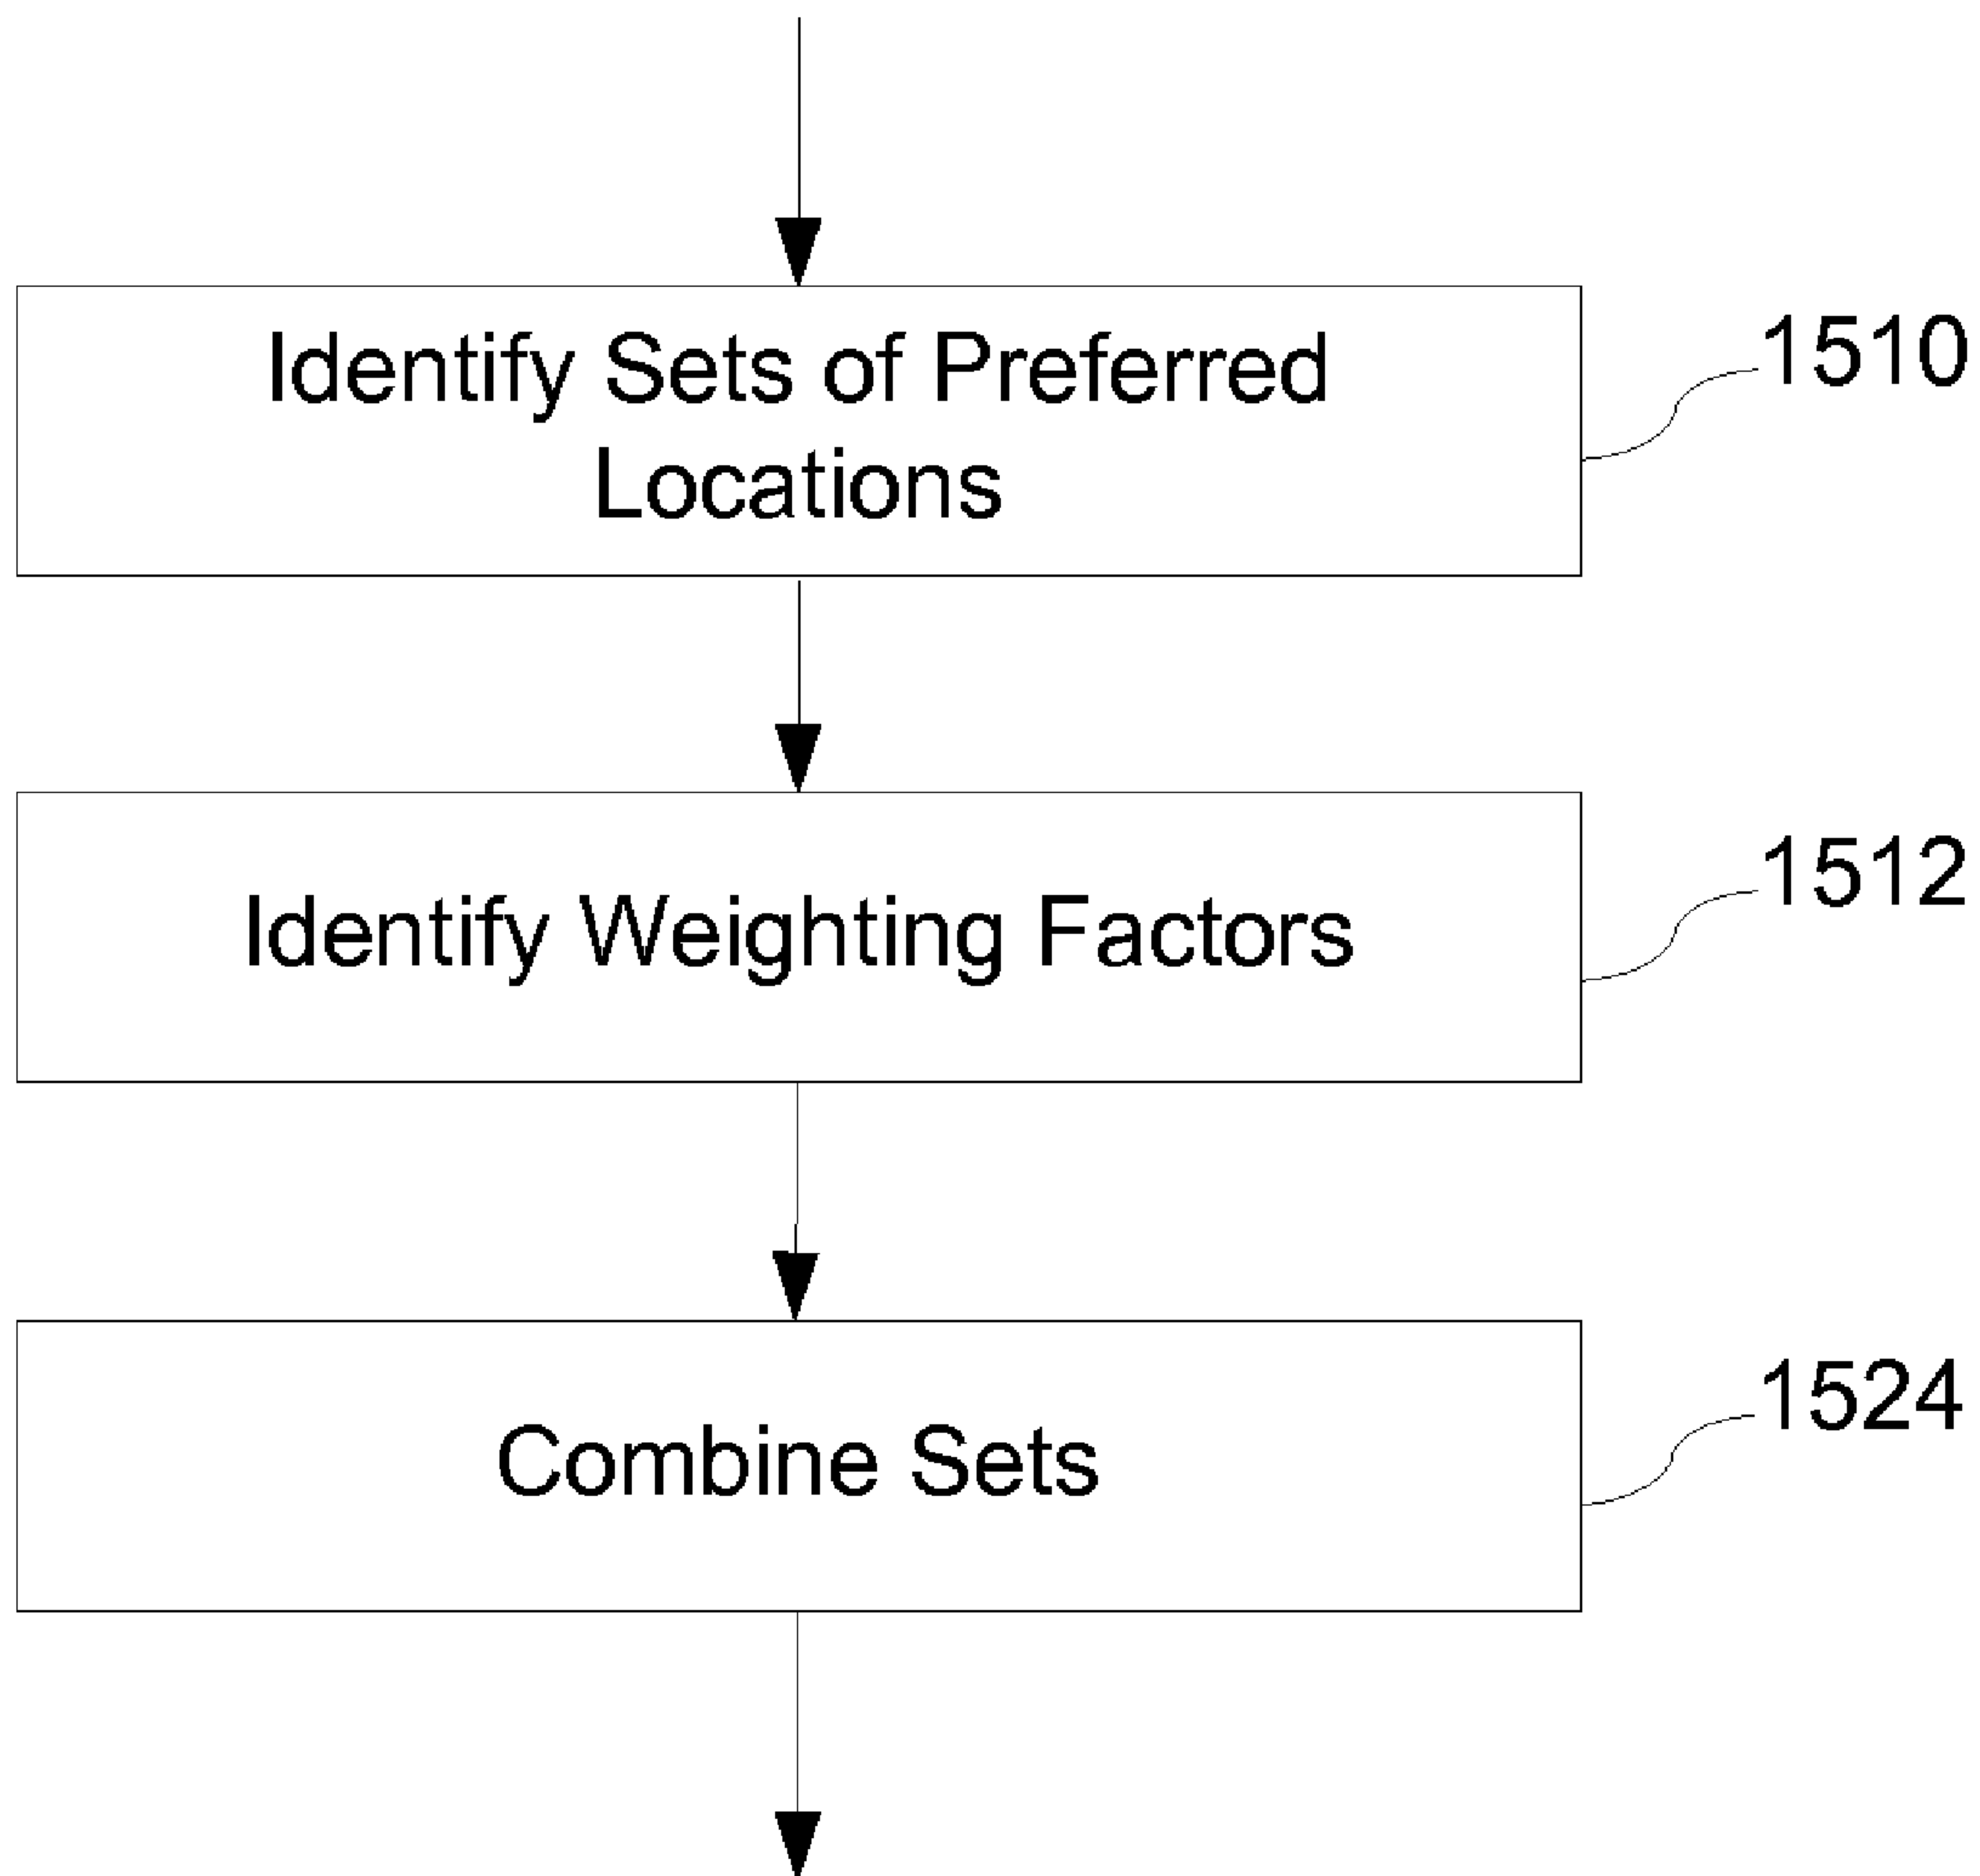 Identify Sets of Preferred
Locations
1510
Identify Weighting Factors
1512
Combine Sets
1524